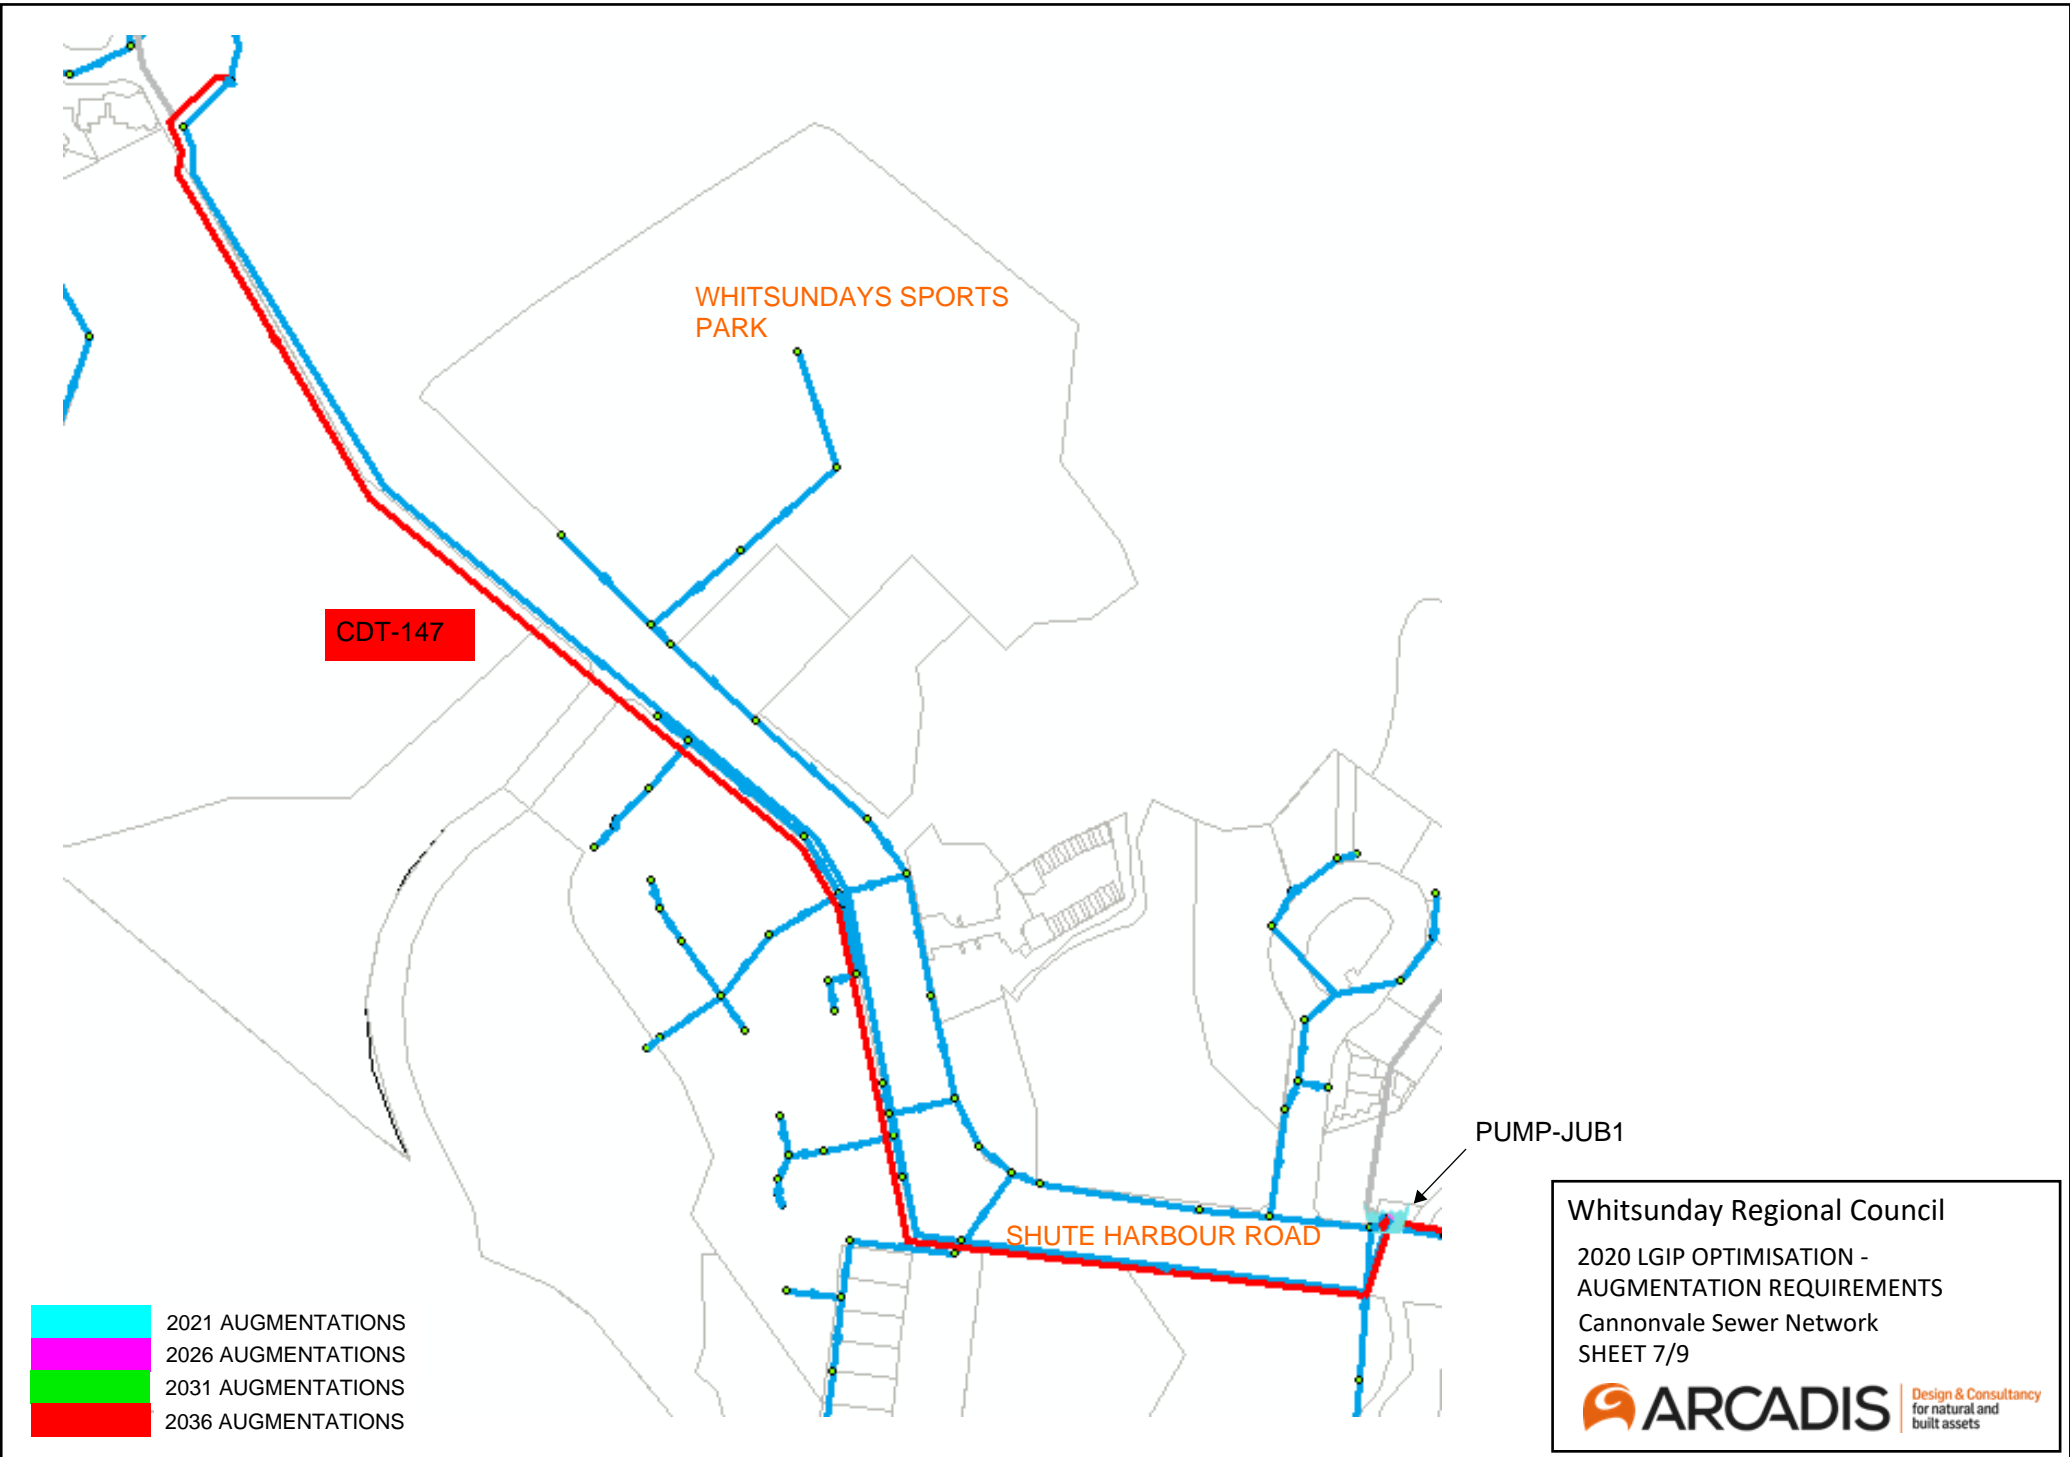 WHITSUNDAYS SPORTS
PARK
CDT-147
PUMP-JUB1
SHUTE HARBOUR ROAD
2021 AUGMENTATIONS
2026 AUGMENTATIONS
2031 AUGMENTATIONS
2036 AUGMENTATIONS
Whitsunday Regional Council
2020 LGIP OPTIMISATION -
AUGMENTATION REQUIREMENTS
Cannonvale Sewer Network
SHEET 7/9
ARCADIS
Design & Consultancy
for natural and
built assets